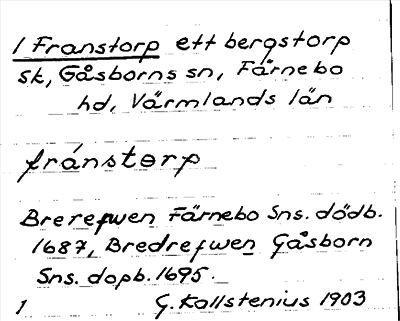 1 Franstorp ett bergstorp
sk, Gåsborns sn, Färnebo
hd, Värmlands län
fránstorp
Brerefwen Färnebo Sns. dödb.
1687, Bredrefwen Gåsborn
Sns. dopb. 1695.
1 G. Kallstenius 1903